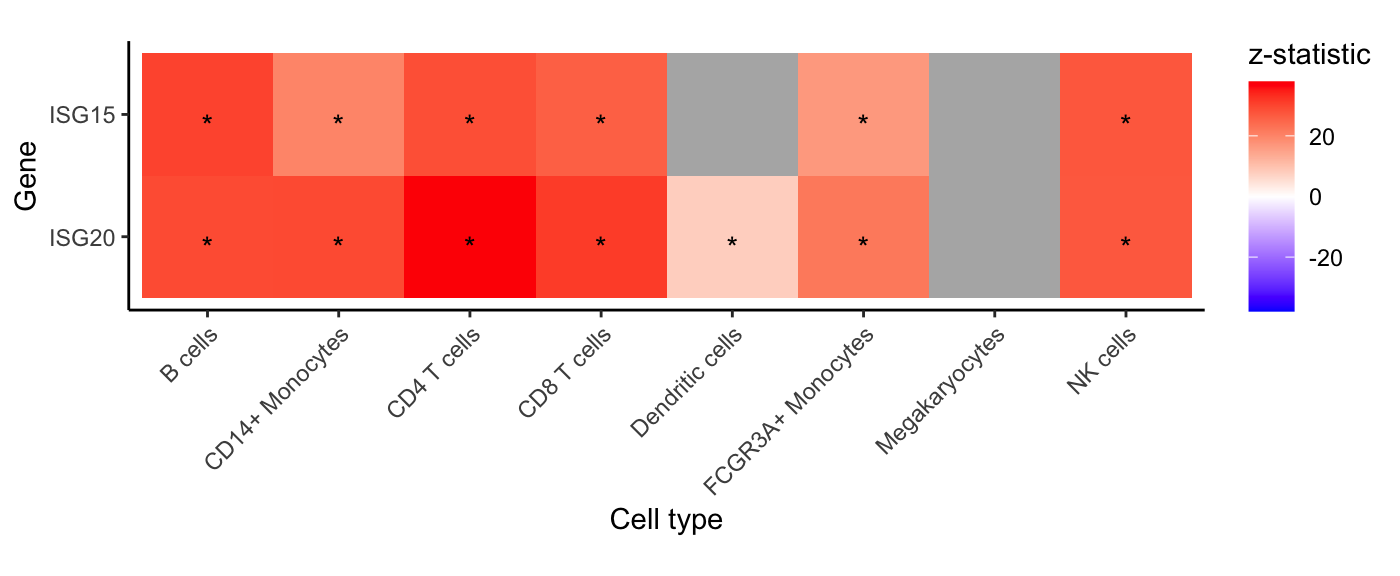 z-statistic
20
0
-20
Gene
ISG15
* * * * * *
ISG20
* * * * * * *
B cells
CD14+ Monocytes
CD4 T cells
CD8 T cells
Dendritic cells
FCGR3A+ Monocytes
Megakaryocytes
NK cells
Cell type